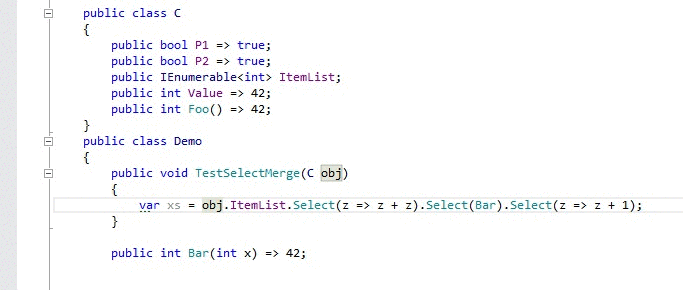 public class C
{
public bool P1 => true;
public bool P2 => true;
public IEnumerable<int> ItemList;
public int Value => 42;
public int Foo() => 42;
}
public class Demo
{
public void TestSelectMerge(C obj)
{
var xs = obj.ItemList.Select(z => z + z).Select(Bar).Select(z => z + 1);
}
public int Bar(int x) => 42;